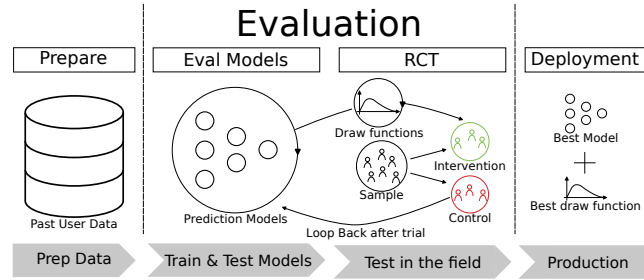 Evaluation
Prepare
Eval Models
RCT
Deployment
Draw functions
Best Model
Intervention
Sample
Past User Data
Prediction Models
Control
Best draw function
Loop Back after trial
Prep Data
Train & Test Models
Test in the field
Production